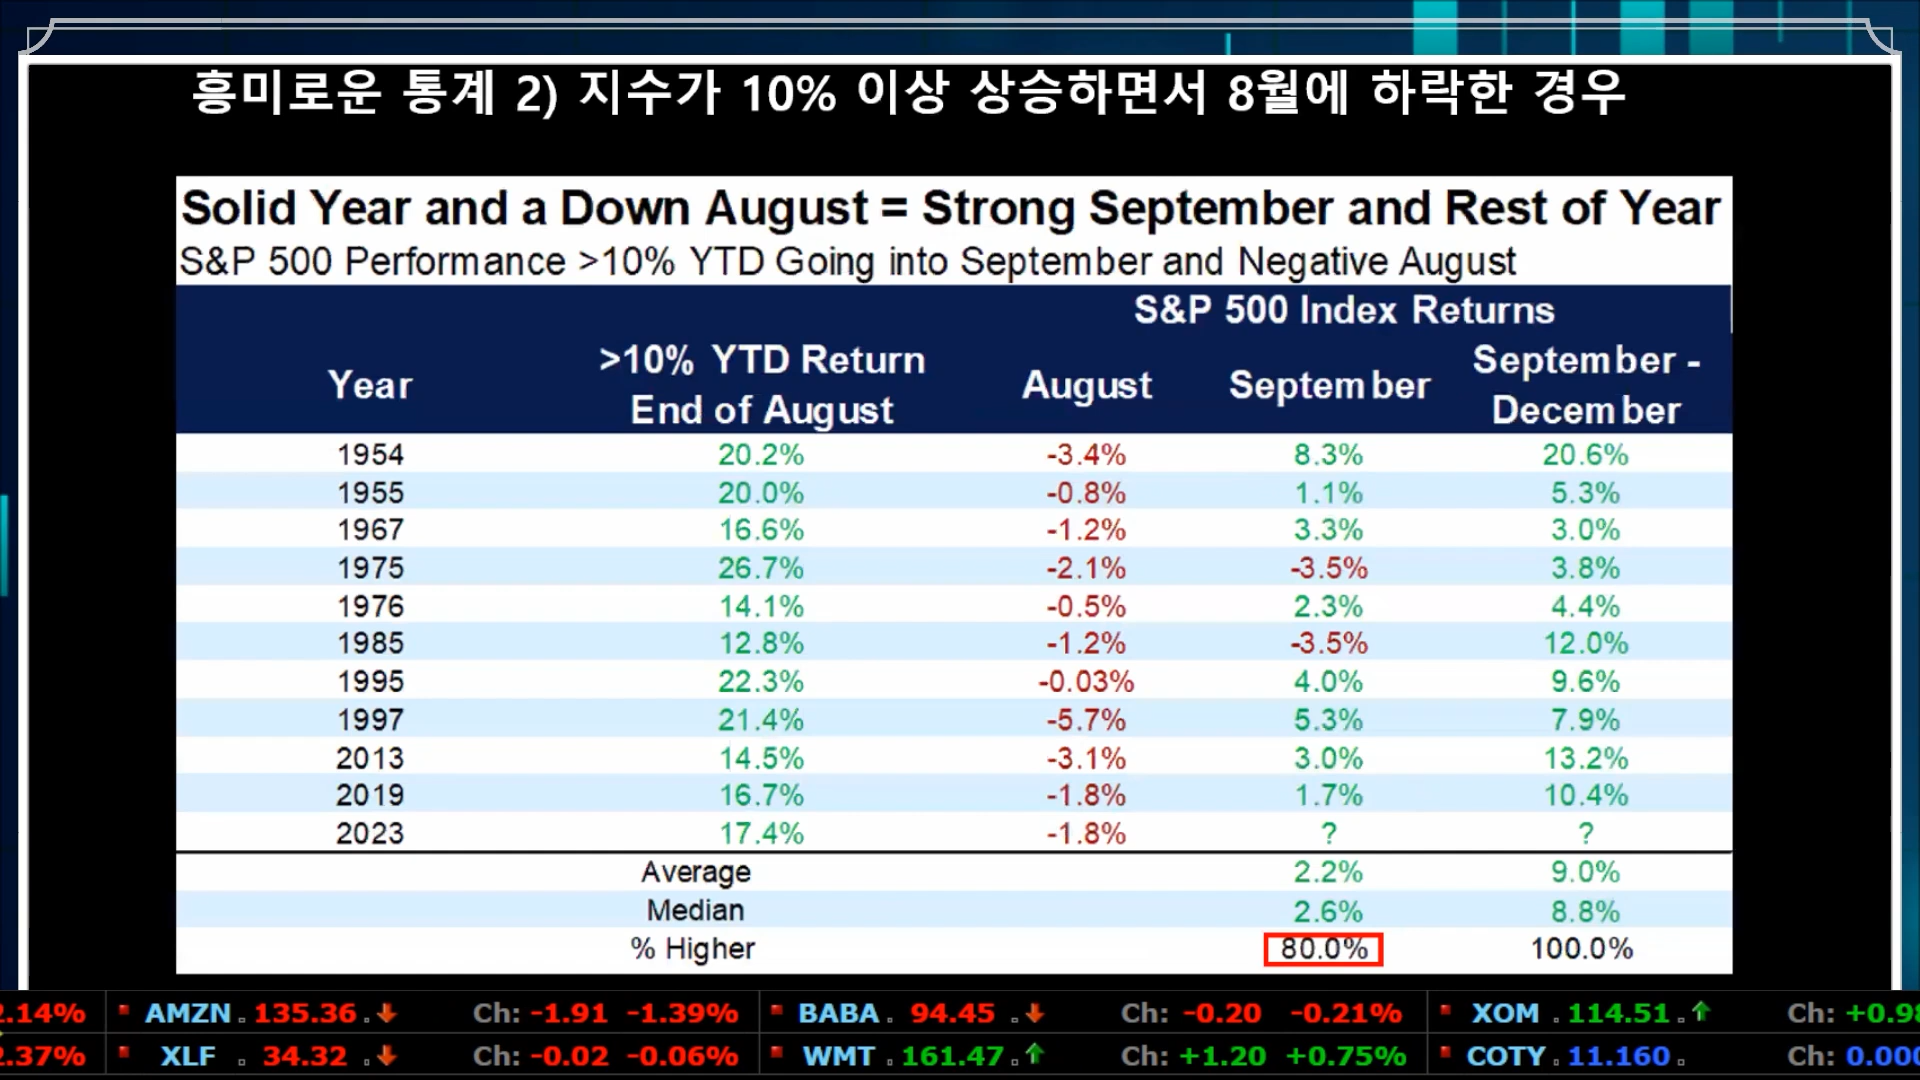 흥미로운 통계 2) 지수가 10% 이상 상승하면서 8월에 하락한 경우
Solid Year and a Down August = Strong September and Rest of Year
S&P 500 Performance >10% YTD Going into September and Negative August
S&P 500 Index Returns
Year >10% YTD Return End of August August September September - December
1954 20.2% -3.4% 8.3% 20.6%
1955 20.0% -0.8% 1.1% 5.3%
1967 16.6% -1.2% 3.3% 3.0%
1975 26.7% -2.1% -3.5% 3.8%
1976 14.1% -0.5% 2.3% 4.4%
1985 12.8% -1.2% -3.5% 12.0%
1995 22.3% -0.03% 4.0% 9.6%
1997 21.4% -5.7% 5.3% 7.9%
2013 14.5% -3.1% 3.0% 13.2%
2019 16.7% -1.8% 1.7% 10.4%
2023 17.4% -1.8% ? ?
Average 2.2% 9.0%
Median 2.6% 8.8%
% Higher 80.0% 100.0%
2.14% AMZN 135.36 Ch: -1.91 -1.39% BABA 94.45 Ch: -0.20 -0.21% XOM 114.51 Ch: +0.98
2.37% XLF 34.32 Ch: -0.02 -0.06% WMT 161.47 Ch: +1.20 +0.75% COTY 11.160 Ch: 0.000